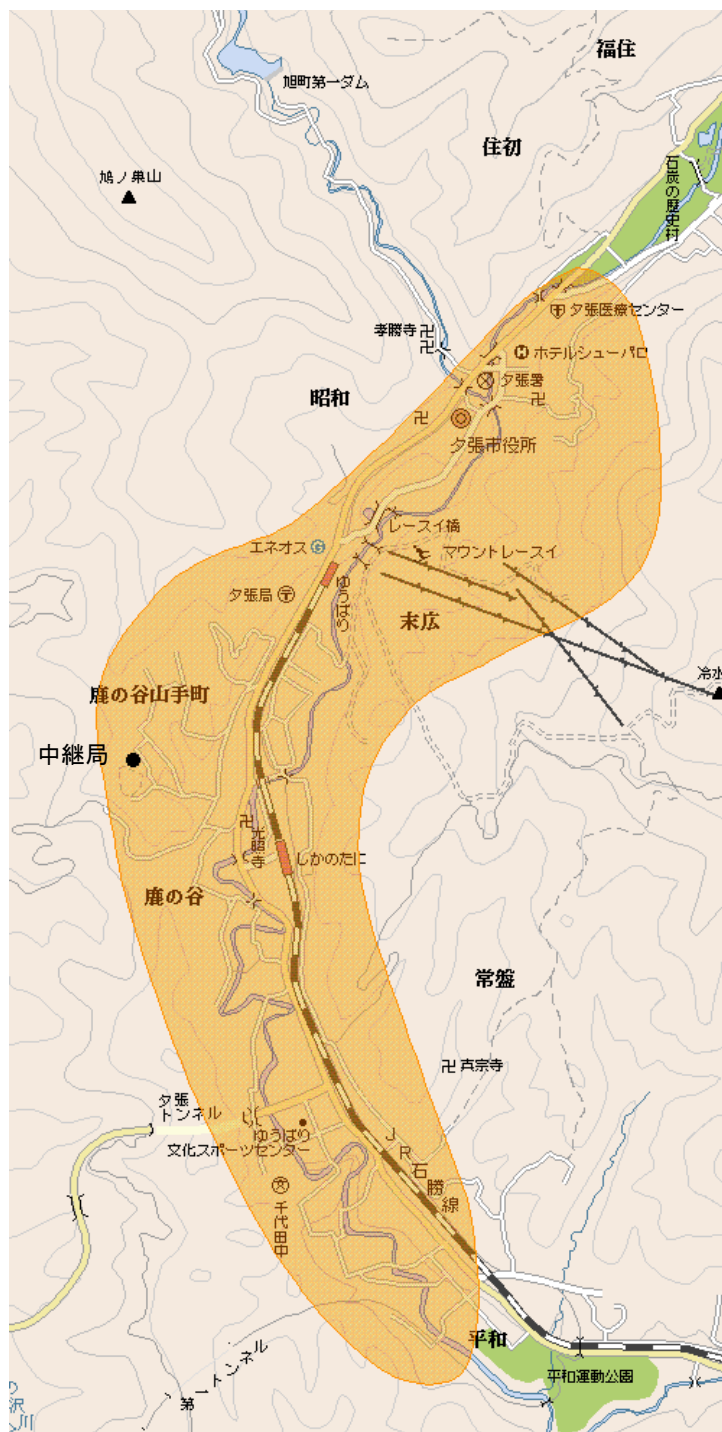 福住
旭町第一ダム
住初
鳩ノ巣山
石炭の歴史村
夕張医療センター
孝勝寺
ホテルシューパロ
夕張署
昭和
夕張市役所
レースイ橋
エネオス
G
マウントレースイ
夕張局
ゆうばり
末広
冷水
鹿の谷山手町
中継局
光照寺
しかのたに
鹿の谷
常盤
真宗寺
夕張
トンネル
ゆうばり
文化スポーツセンター
JR石勝線
千代田中
平和
平和運動公園
第一トンネル
の
沢
川